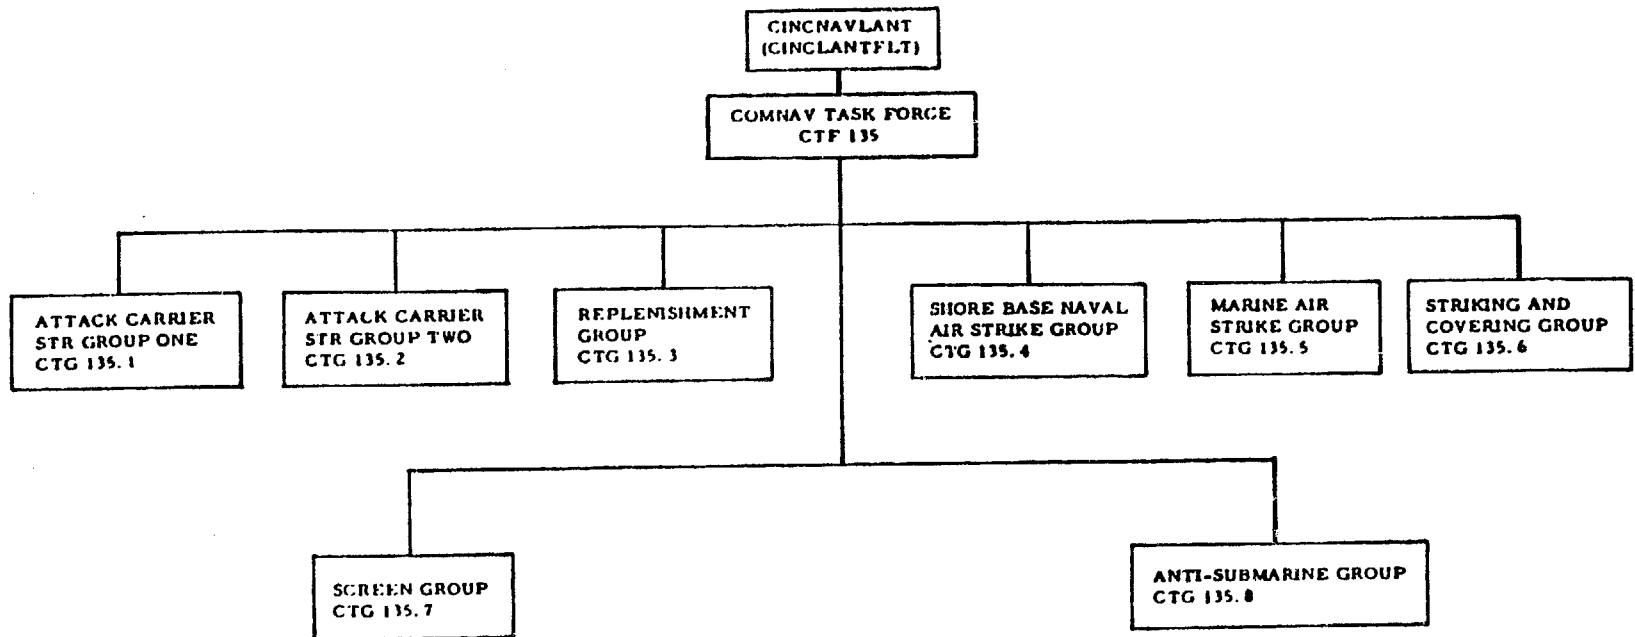 CINCNAVLANT
(CINCLANTFLT)
COMNAV TASK FORCE
CTF 135
ATTACK CARRIER
STR GROUP ONE
CTG 135.1
ATTACK CARRIER
STR GROUP TWO
CTG 135.2
REPLENISHMENT
GROUP
CTG 135.3
SHORE BASE NAVAL
AIR STRIKE GROUP
CTG 135.4
MARINE AIR
STRIKE GROUP
CTG 135.5
STRIKING AND
COVERING GROUP
CTG 135.6
SCREEN GROUP
CTG 135.7
ANTI-SUBMARINE GROUP
CTG 135.8